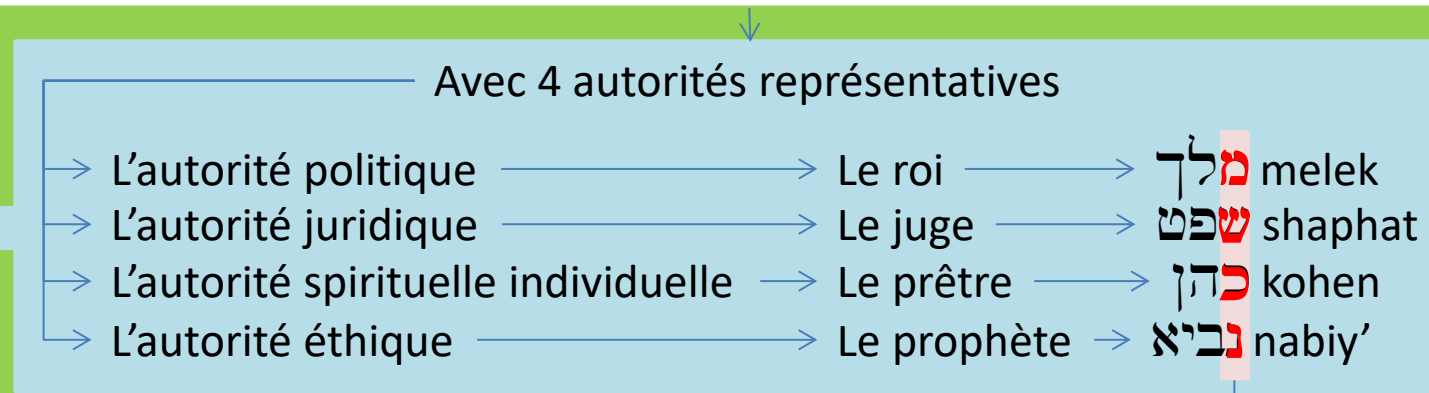 Avec 4 autorités représentatives
L’autorité politique Le roi מלך melek
L’autorité juridique Le juge שפט shaphat
L’autorité spirituelle individuelle Le prêtre כהן kohen
L’autorité éthique Le prophète נביא nabiy’